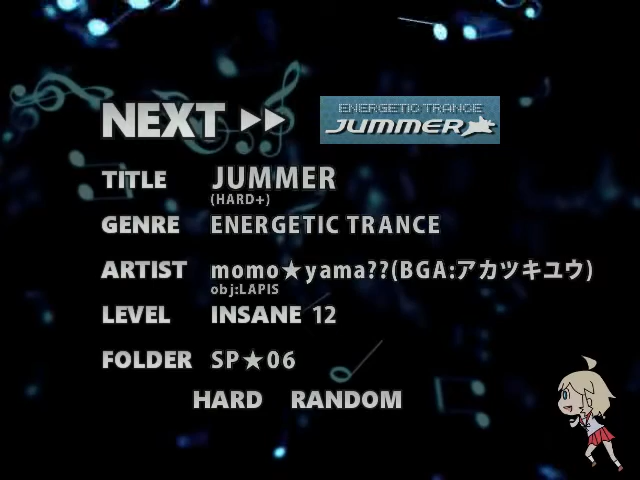 NEXT ▶▶
ENERGETIC TRANCE
JUMMER
TITLE JUMMER
(HARD+)
GENRE ENERGETIC TRANCE
ARTIST momo★yama??(BGA:アカツキユウ)
obj:LAPIS
LEVEL INSANE 12
FOLDER SP★06
HARD RANDOM